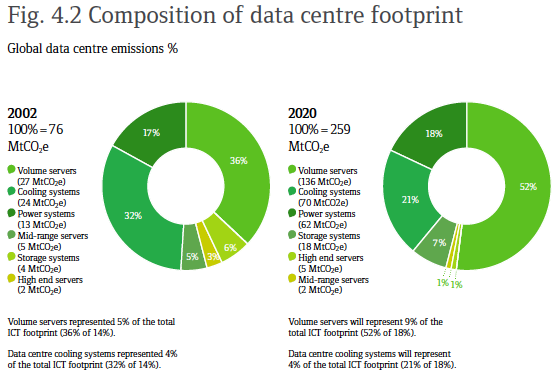 Fig. 4.2 Composition of data centre footprint
Global data centre emissions %
2002
100%=76
MtCO₂e
Volume servers
(27 MtCO₂e)
Cooling systems
(24 MtCO₂e)
Power systems
(13 MtCO₂e)
Mid-range servers
(5 MtCO₂e)
Storage systems
(4 MtCO₂e)
High end servers
(2 MtCO₂e)
36%
6%
3%
5%
32%
17%
Volume servers represented 5% of the total
ICT footprint (36% of 14%).
Data centre cooling systems represented 4%
of the total ICT footprint (32% of 14%).
2020
100%=259
MtCO₂e
Volume servers
(136 MtCO₂e)
Cooling systems
(70 MtCO2e)
Power systems
(62 MtCO₂e)
Storage systems
(18 MtCO₂e)
High end servers
(5 MtCO₂e)
Mid-range servers
(2 MtCO₂e)
52%
1%
1%
7%
21%
18%
Volume servers will represent 9% of the
total ICT footprint (52% of 18%).
Data centre cooling systems will represent
4% of the total ICT footprint (21% of 18%).